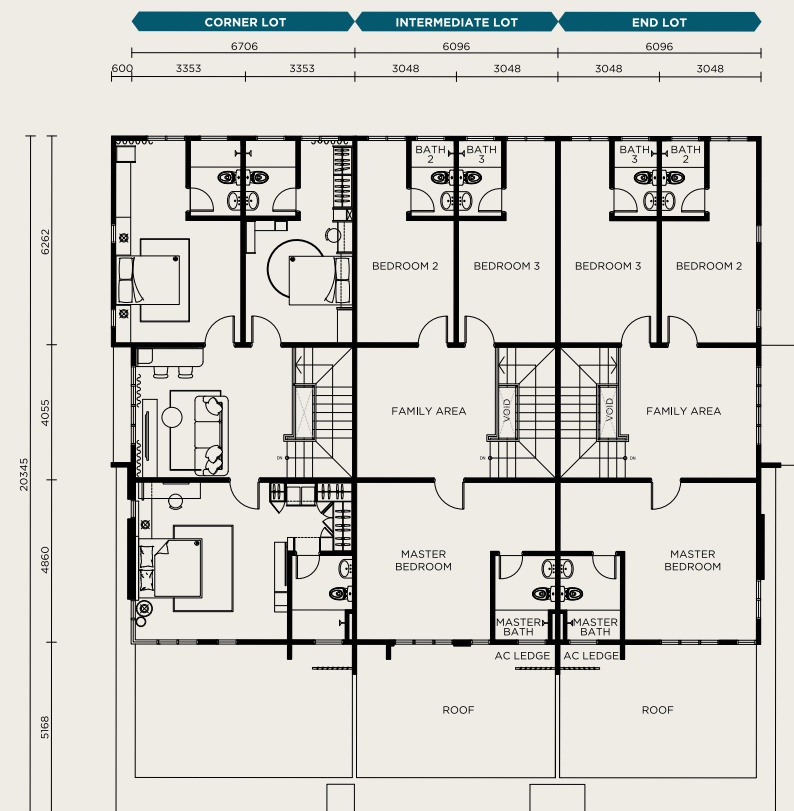 CORNER LOT INTERMEDIATE LOT END LOT
6706 6096 6096
600 3353 3353 3048 3048 3048 3048
BATH 2
BATH 3
BATH 3
BATH 2
6262
BEDROOM 2 BEDROOM 3 BEDROOM 3 BEDROOM 2
4055
FAMILY AREA VOID VOID FAMILY AREA
DN DN DN
20345
4860
MASTER
BEDROOM
MASTER
BEDROOM
MASTER
BATH
MASTER
BATH
AC LEDGE AC LEDGE
5168
ROOF ROOF